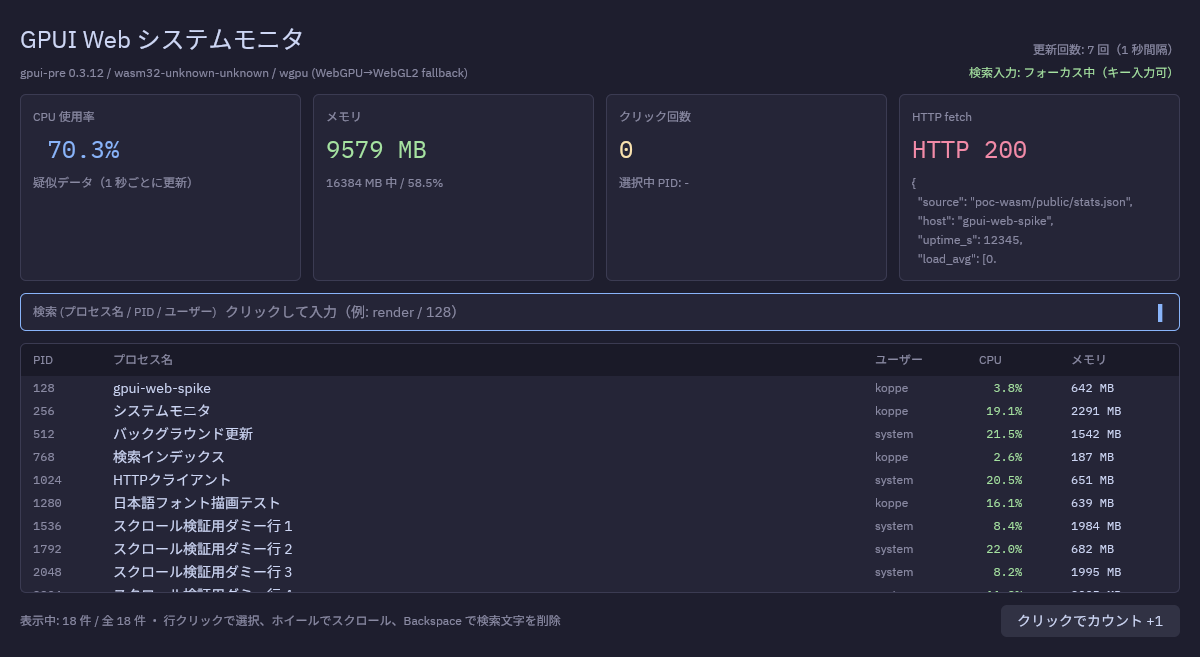 GPUI Web システムモニタ
更新回数: 7 回（1 秒間隔）
gpui-pre 0.3.12 / wasm32-unknown-unknown / wgpu (WebGPU→WebGL2 fallback)
検索入力: フォーカス中（キー入力可）
CPU 使用率
70.3%
疑似データ（1 秒ごとに更新）
メモリ
9579 MB
16384 MB 中 / 58.5%
クリック回数
0
選択中 PID: -
HTTP fetch
HTTP 200
{
"source": "poc-wasm/public/stats.json",
"host": "gpui-web-spike",
"uptime_s": 12345,
"load_avg": [0.
検索 (プロセス名 / PID / ユーザー) クリックして入力（例: render / 128）
PID プロセス名 ユーザー CPU メモリ
128 gpui-web-spike koppe 3.8% 642 MB
256 システムモニタ koppe 19.1% 2291 MB
512 バックグラウンド更新 system 21.5% 1542 MB
768 検索インデックス koppe 2.6% 187 MB
1024 HTTPクライアント system 20.5% 651 MB
1280 日本語フォント描画テスト koppe 16.1% 639 MB
1536 スクロール検証用ダミー行 1 system 8.4% 1984 MB
1792 スクロール検証用ダミー行 2 system 22.0% 682 MB
2048 スクロール検証用ダミー行 3 system 8.2% 1995 MB
表示中: 18 件 / 全 18 件 ・ 行クリックで選択、ホイールでスクロール、Backspace で検索文字を削除
クリックでカウント +1